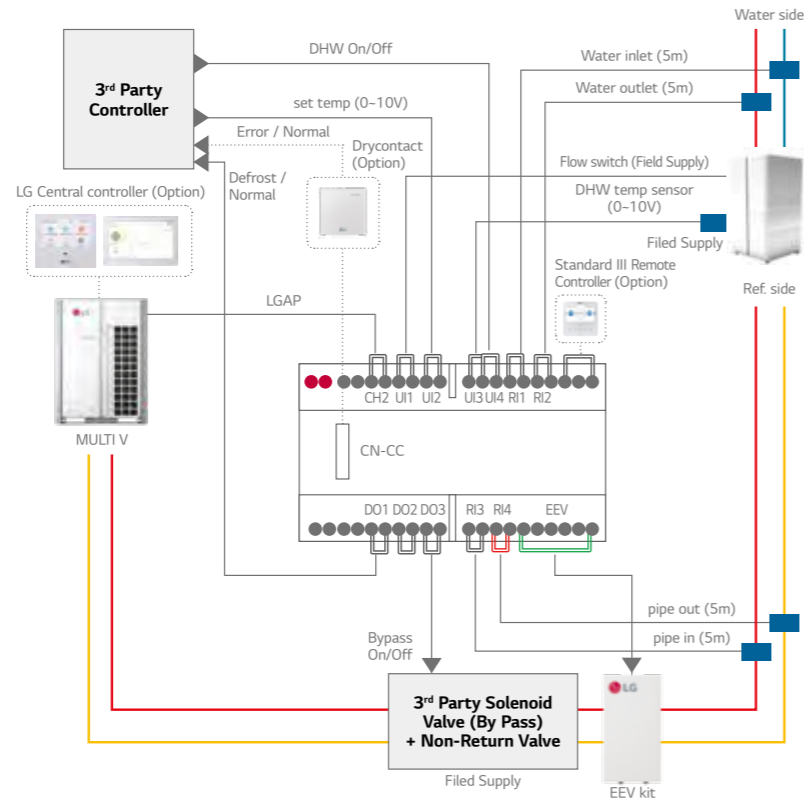 Water side
DHW On/Off
Water inlet (5m)
3rd Party
Controller
Water outlet (5m)
set temp (0~10V)
Error / Normal
Drycontact
(Option)
Flow switch (Field Supply)
Defrost /
Normal
DHW temp sensor
(0~10V)
LG Central controller (Option)
Filed Supply
Standard III Remote
Controller (Option)
Ref. side
LGAP
LG
CH2 UI1 UI2 UI3 UI4 RI1 RI2
MULTI V
CN-CC
DO1 DO2 DO3 RI3 RI4 EEV
pipe out (5m)
Bypass
On/Off
pipe in (5m)
LG
3rd Party Solenoid
Valve (By Pass)
+ Non-Return Valve
Filed Supply
EEV kit